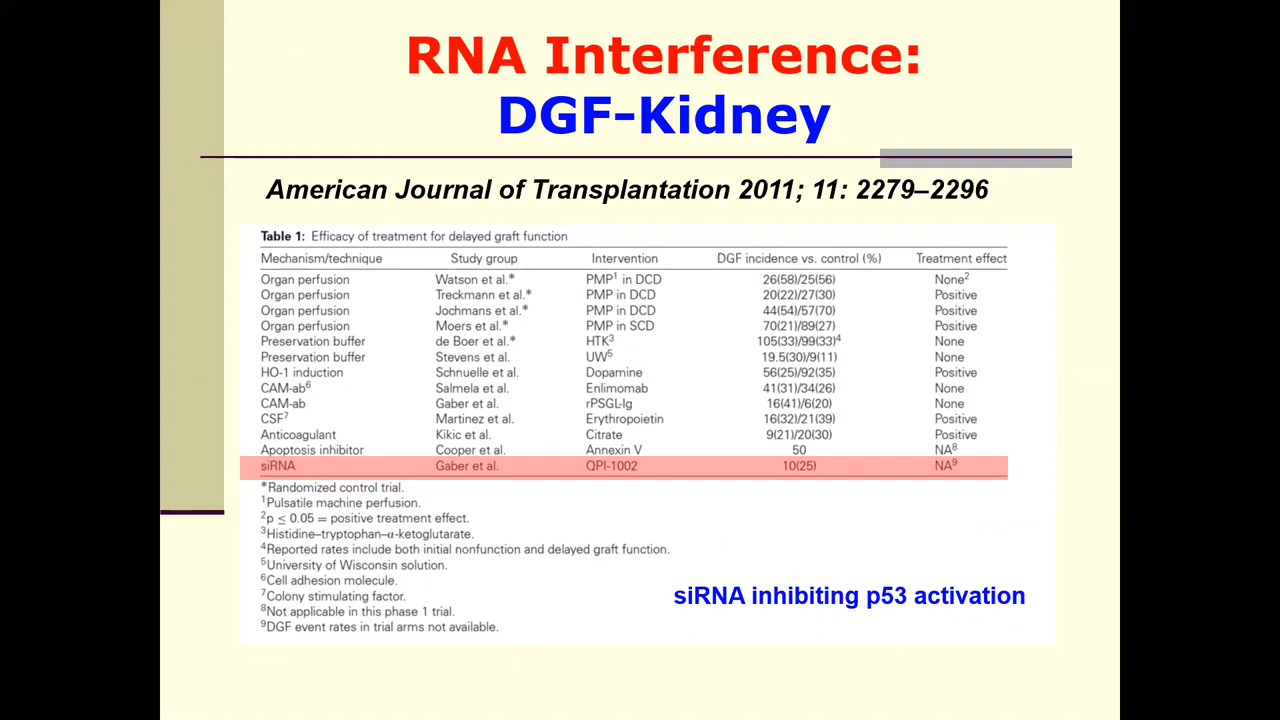 RNA Interference:
DGF-Kidney
American Journal of Transplantation 2011; 11: 2279–2296
Table 1: Efficacy of treatment for delayed graft function
Mechanism/technique Study group Intervention DGF incidence vs. control (%) Treatment effect
Organ perfusion Watson et al.* PMP¹ in DCD 26(58)/25(56) None²
Organ perfusion Treckmann et al.* PMP in DCD 20(22)/27(30) Positive
Organ perfusion Jochmans et al.* PMP in DCD 44(54)/57(70) Positive
Organ perfusion Moers et al.* PMP in SCD 70(21)/89(27) Positive
Preservation buffer de Boer et al.* HTK³ 105(33)/99(33)⁴ None
Preservation buffer Stevens et al. UW⁵ 19.5(30)/9(11) None
HO-1 induction Schnuelle et al. Dopamine 56(25)/92(35) Positive
CAM-ab⁶ Salmela et al. Enlimomab 41(31)/34(26) None
CAM-ab Gaber et al. rPSGL-Ig 16(41)/6(20) None
CSF⁷ Martinez et al. Erythropoietin 16(32)/21(39) Positive
Anticoagulant Kikic et al. Citrate 9(21)/20(30) Positive
Apoptosis inhibitor Cooper et al. Annexin V 50 NA⁸
siRNA Gaber et al. QPI-1002 10(25) NA⁹
*Randomized control trial.
¹Pulsatile machine perfusion.
²p ≤ 0.05 = positive treatment effect.
³Histidine–tryptophan–α-ketoglutarate.
⁴Reported rates include both initial nonfunction and delayed graft function.
⁵University of Wisconsin solution.
⁶Cell adhesion molecule.
⁷Colony stimulating factor.
⁸Not applicable in this phase 1 trial.
⁹DGF event rates in trial arms not available.
siRNA inhibiting p53 activation